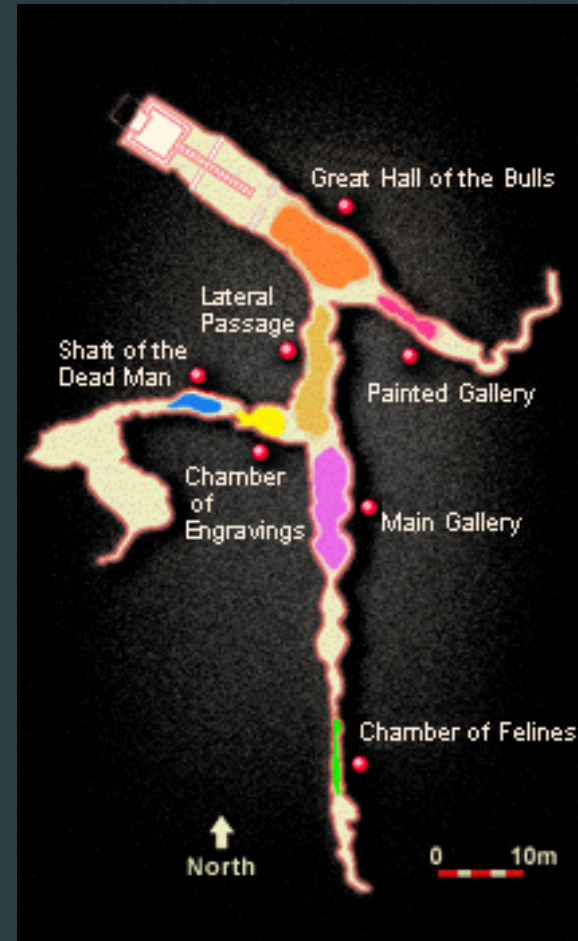 Great Hall of the Bulls
Lateral
Passage
Shaft of the
Dead Man
Painted Gallery
Chamber
of
Engravings
Main Gallery
Chamber of Felines
North
0 10m